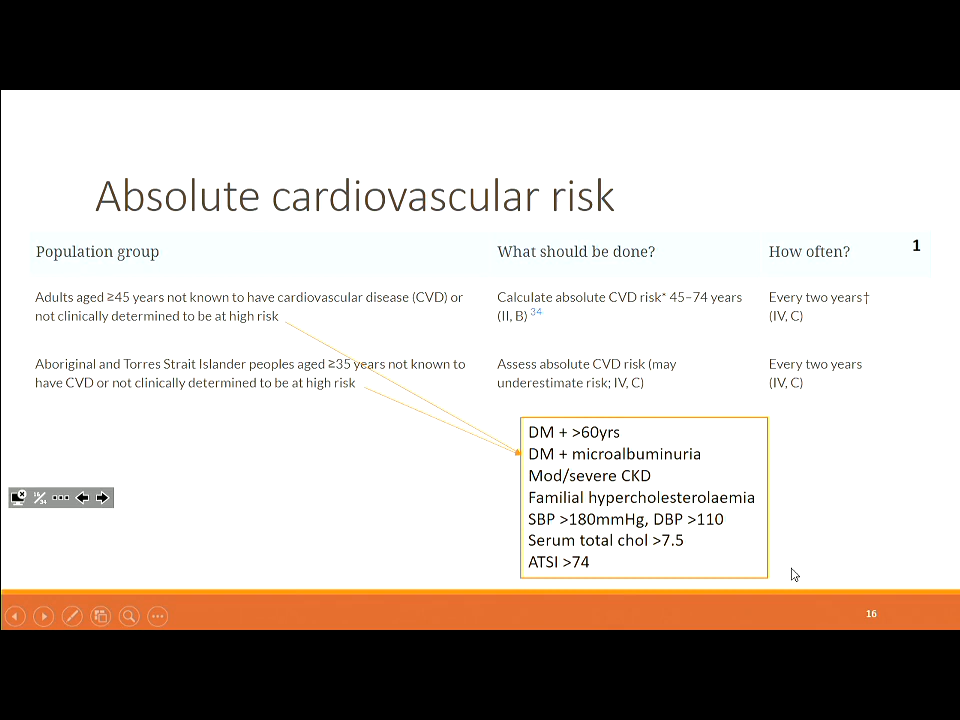 Absolute cardiovascular risk
Population group What should be done? How often? 1
Adults aged ≥45 years not known to have cardiovascular disease (CVD) or
not clinically determined to be at high risk
Calculate absolute CVD risk* 45–74 years
(II, B) 34
Every two years†
(IV, C)
Aboriginal and Torres Strait Islander peoples aged ≥35 years not known to
have CVD or not clinically determined to be at high risk
Assess absolute CVD risk (may
underestimate risk; IV, C)
Every two years
(IV, C)
DM + >60yrs
DM + microalbuminuria
Mod/severe CKD
Familial hypercholesterolaemia
SBP >180mmHg, DBP >110
Serum total chol >7.5
ATSI >74
16/34
16